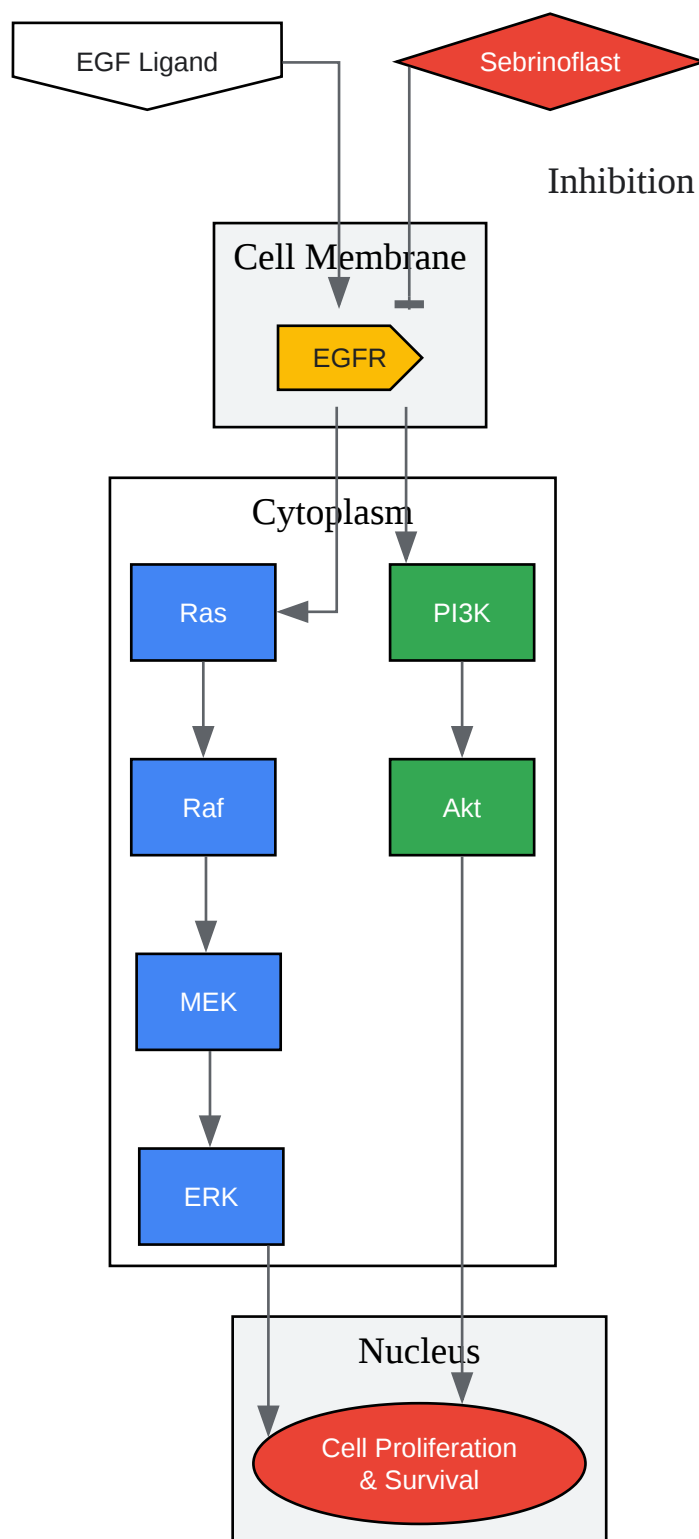 EGF Ligand
Sebrinoflast
Inhibition
Cell Membrane
EGFR
Cytoplasm
Ras
PI3K
Raf
Akt
MEK
ERK
Nucleus
Cell Proliferation
& Survival